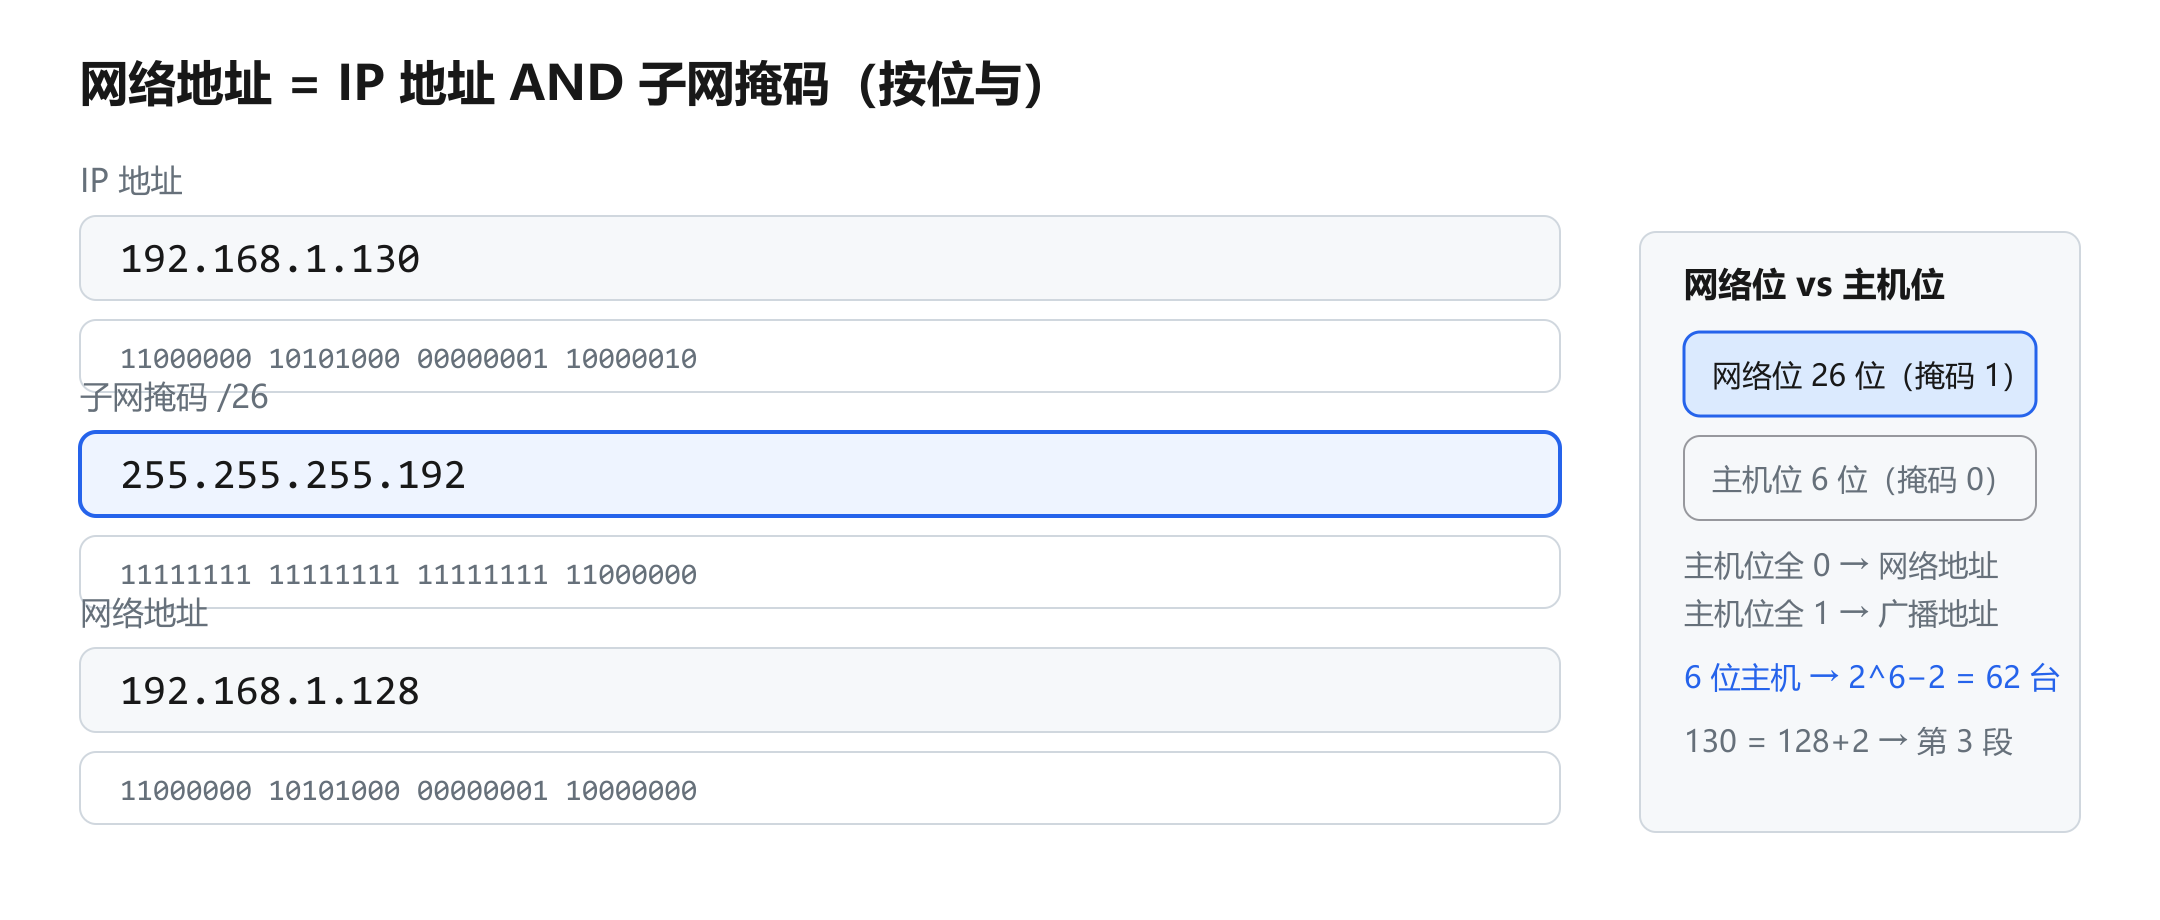 网络地址 = IP 地址 AND 子网掩码（按位与）
IP 地址
192.168.1.130
11000000 10101000 00000001 10000010
子网掩码 /26
255.255.255.192
11111111 11111111 11111111 11000000
网络地址
192.168.1.128
11000000 10101000 00000001 10000000
网络位 vs 主机位
网络位 26 位（掩码 1）
主机位 6 位（掩码 0）
主机位全 0 → 网络地址
主机位全 1 → 广播地址
6 位主机 → 2^6−2 = 62 台
130 = 128+2 → 第 3 段